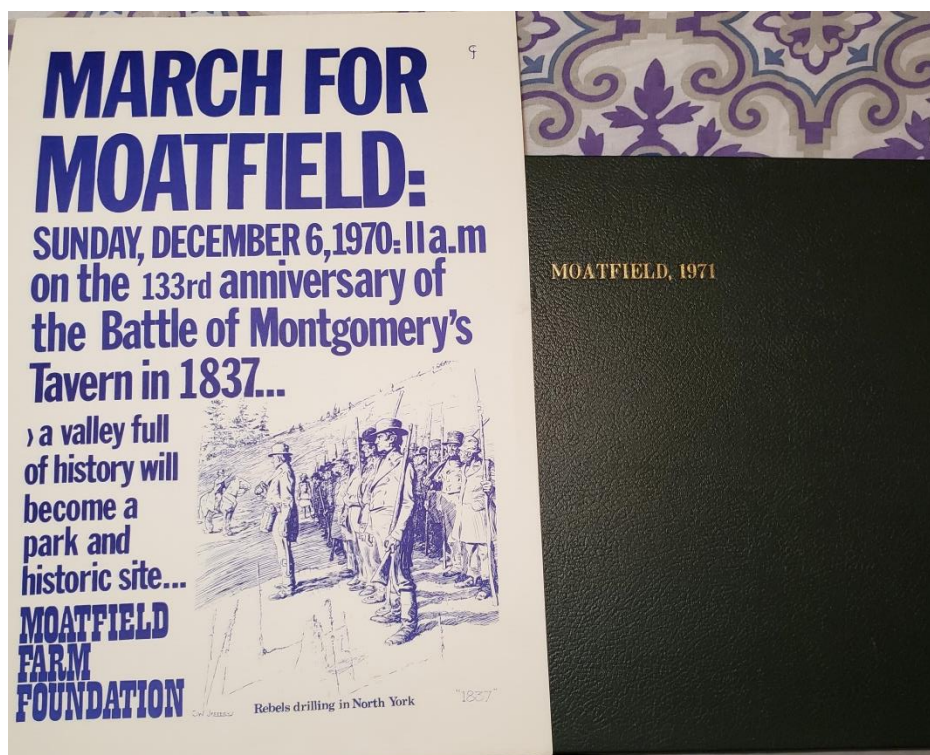 MARCH FOR
MOATFIELD:
SUNDAY, DECEMBER 6,1970:11a.m
on the 133rd anniversary of
the Battle of Montgomery's
Tavern in 1837...
› a valley full
of history will
become a
park and
historic site...
MOATFIELD
FARM
FOUNDATION
Rebels drilling in North York
"1837"
MOATFIELD, 1971